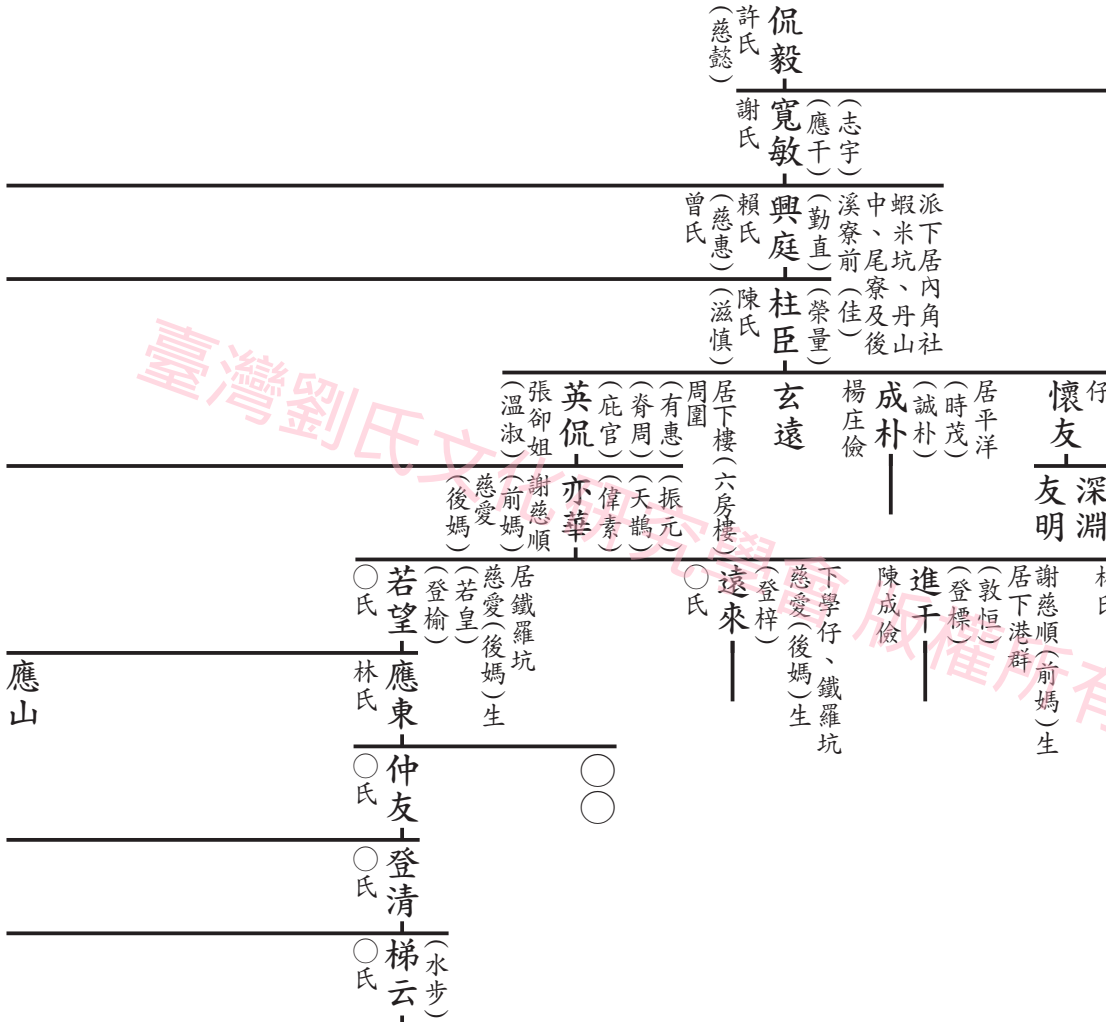 侃毅
許氏
(慈懿)
(志宇)
(應干)
寬敏
謝氏
派下居內角社
蝦米坑、丹山
中、尾寮及後
溪寮前(佳)
(勤直)
興庭
賴氏
(慈惠)
曾氏
(榮量)
柱臣
陳氏
(滋慎)
仔
懷友
居平洋
(時茂)
(誠朴)
成朴
楊庄儉
玄遠
居下樓(六房樓)
周圍
(有惠)
(脊周)
(庇官)
英侃
張卻姐
(溫淑)
深淵
友明
(振元)
(天鵲)
(偉素)
亦華
謝慈順
(前媽)
慈愛
(後媽)
謝慈順(前媽)生
居下港群
(敦恒)
(登標)
進干
陳成儉
下學仔、鐵羅坑
慈愛(後媽)生
(登梓)
遠來
○氏
居鐵羅坑
慈愛(後媽)生
(若皇)
(登榆)
若望
○氏
應東
林氏
應山
○○
仲友
○氏
登清
○氏
(水步)
梯云
○氏
臺灣劉氏文化研究學會 版權所有